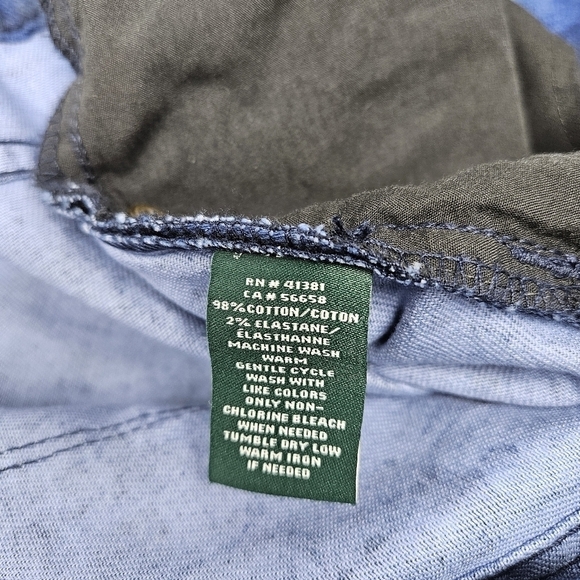 RN # 41381
CA # 56658
98% COTTON/COTON
2% ELASTANE/
ÉLASTHANNE
MACHINE WASH
WARM
GENTLE CYCLE
WASH WITH
LIKE COLORS
ONLY NON-
CHLORINE BLEACH
WHEN NEEDED
TUMBLE DRY LOW
WARM IRON
IF NEEDED